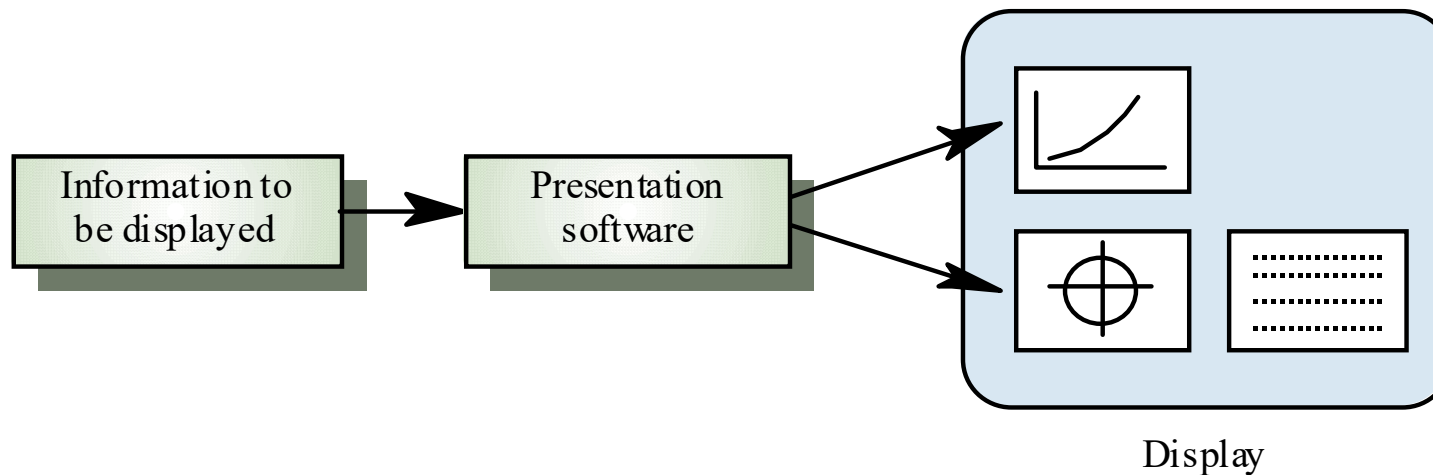 Information to
be displayed
Presentation
software
Display